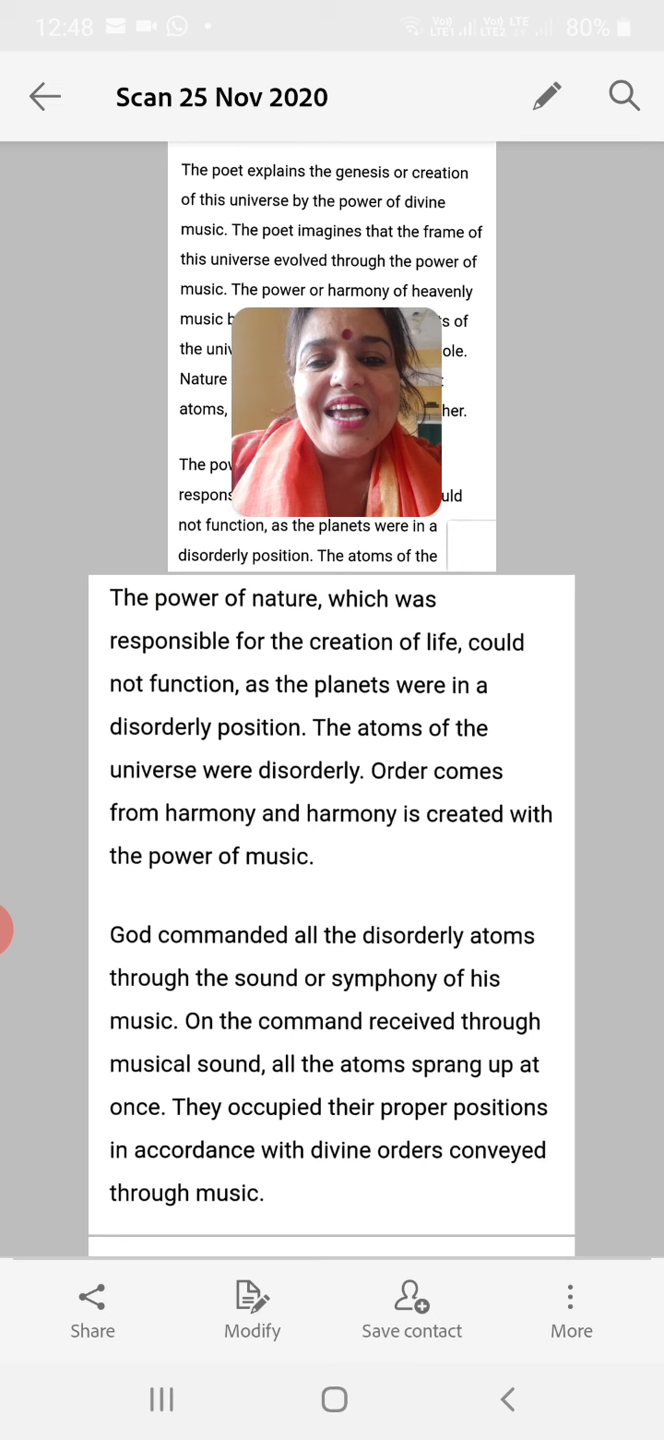 12:48
Vo)) LTE1 Vo)) LTE LTE2 80%
Scan 25 Nov 2020
The poet explains the genesis or creation
of this universe by the power of divine
music. The poet imagines that the frame of
this universe evolved through the power of
music. The power or harmony of heavenly
music of
the
Nature
atoms,
The
not function, as the planets were in a
disorderly position. The atoms of the
The power of nature, which was
responsible for the creation of life, could
not function, as the planets were in a
disorderly position. The atoms of the
universe were disorderly. Order comes
from harmony and harmony is created with
the power of music.
God commanded all the disorderly atoms
through the sound or symphony of his
music. On the command received through
musical sound, all the atoms sprang up at
once. They occupied their proper positions
in accordance with divine orders conveyed
through music.
Share Modify Save contact More